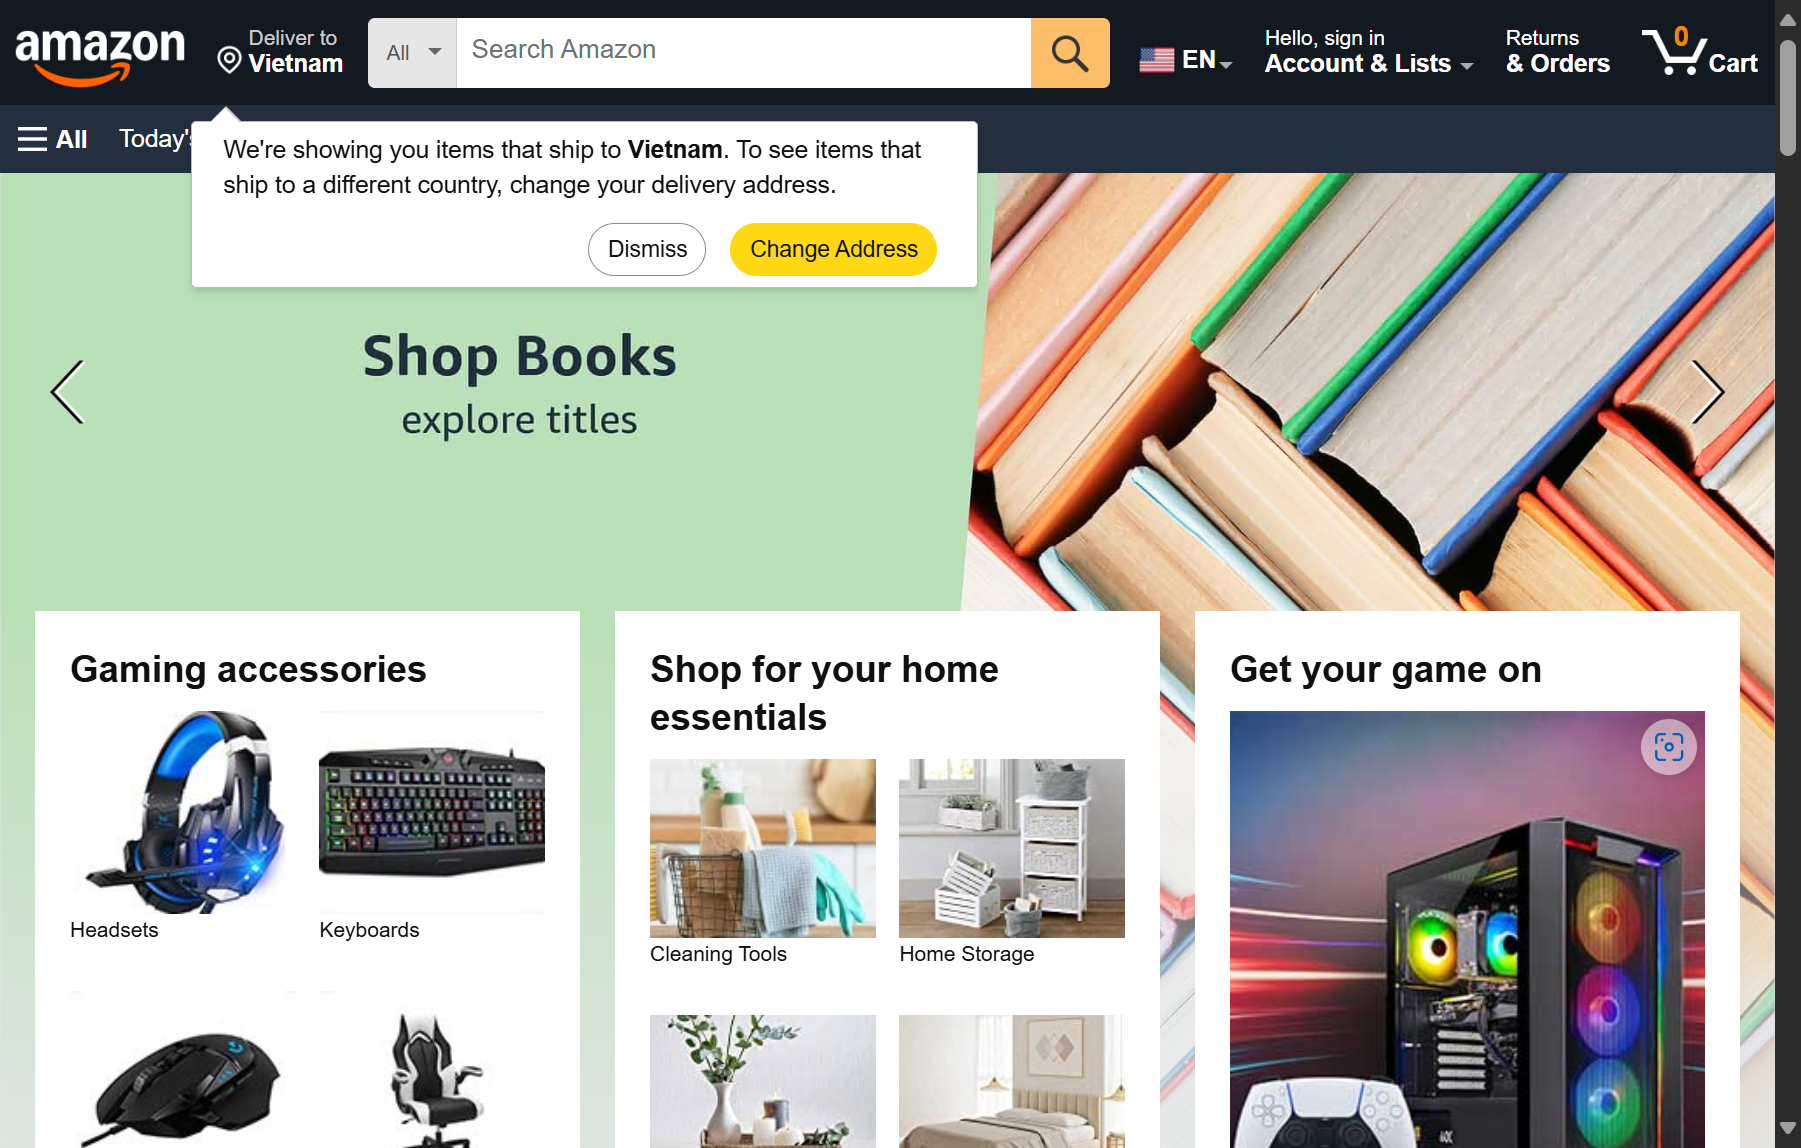 amazon
Deliver to
Vietnam
All
Search Amazon
EN
Hello, sign in
Account & Lists
Returns
& Orders
0
Cart
All
Today's
We're showing you items that ship to Vietnam. To see items that
ship to a different country, change your delivery address.
Dismiss
Change Address
Shop Books
explore titles
Gaming accessories
Headsets
Keyboards
Shop for your home
essentials
Cleaning Tools
Home Storage
Get your game on